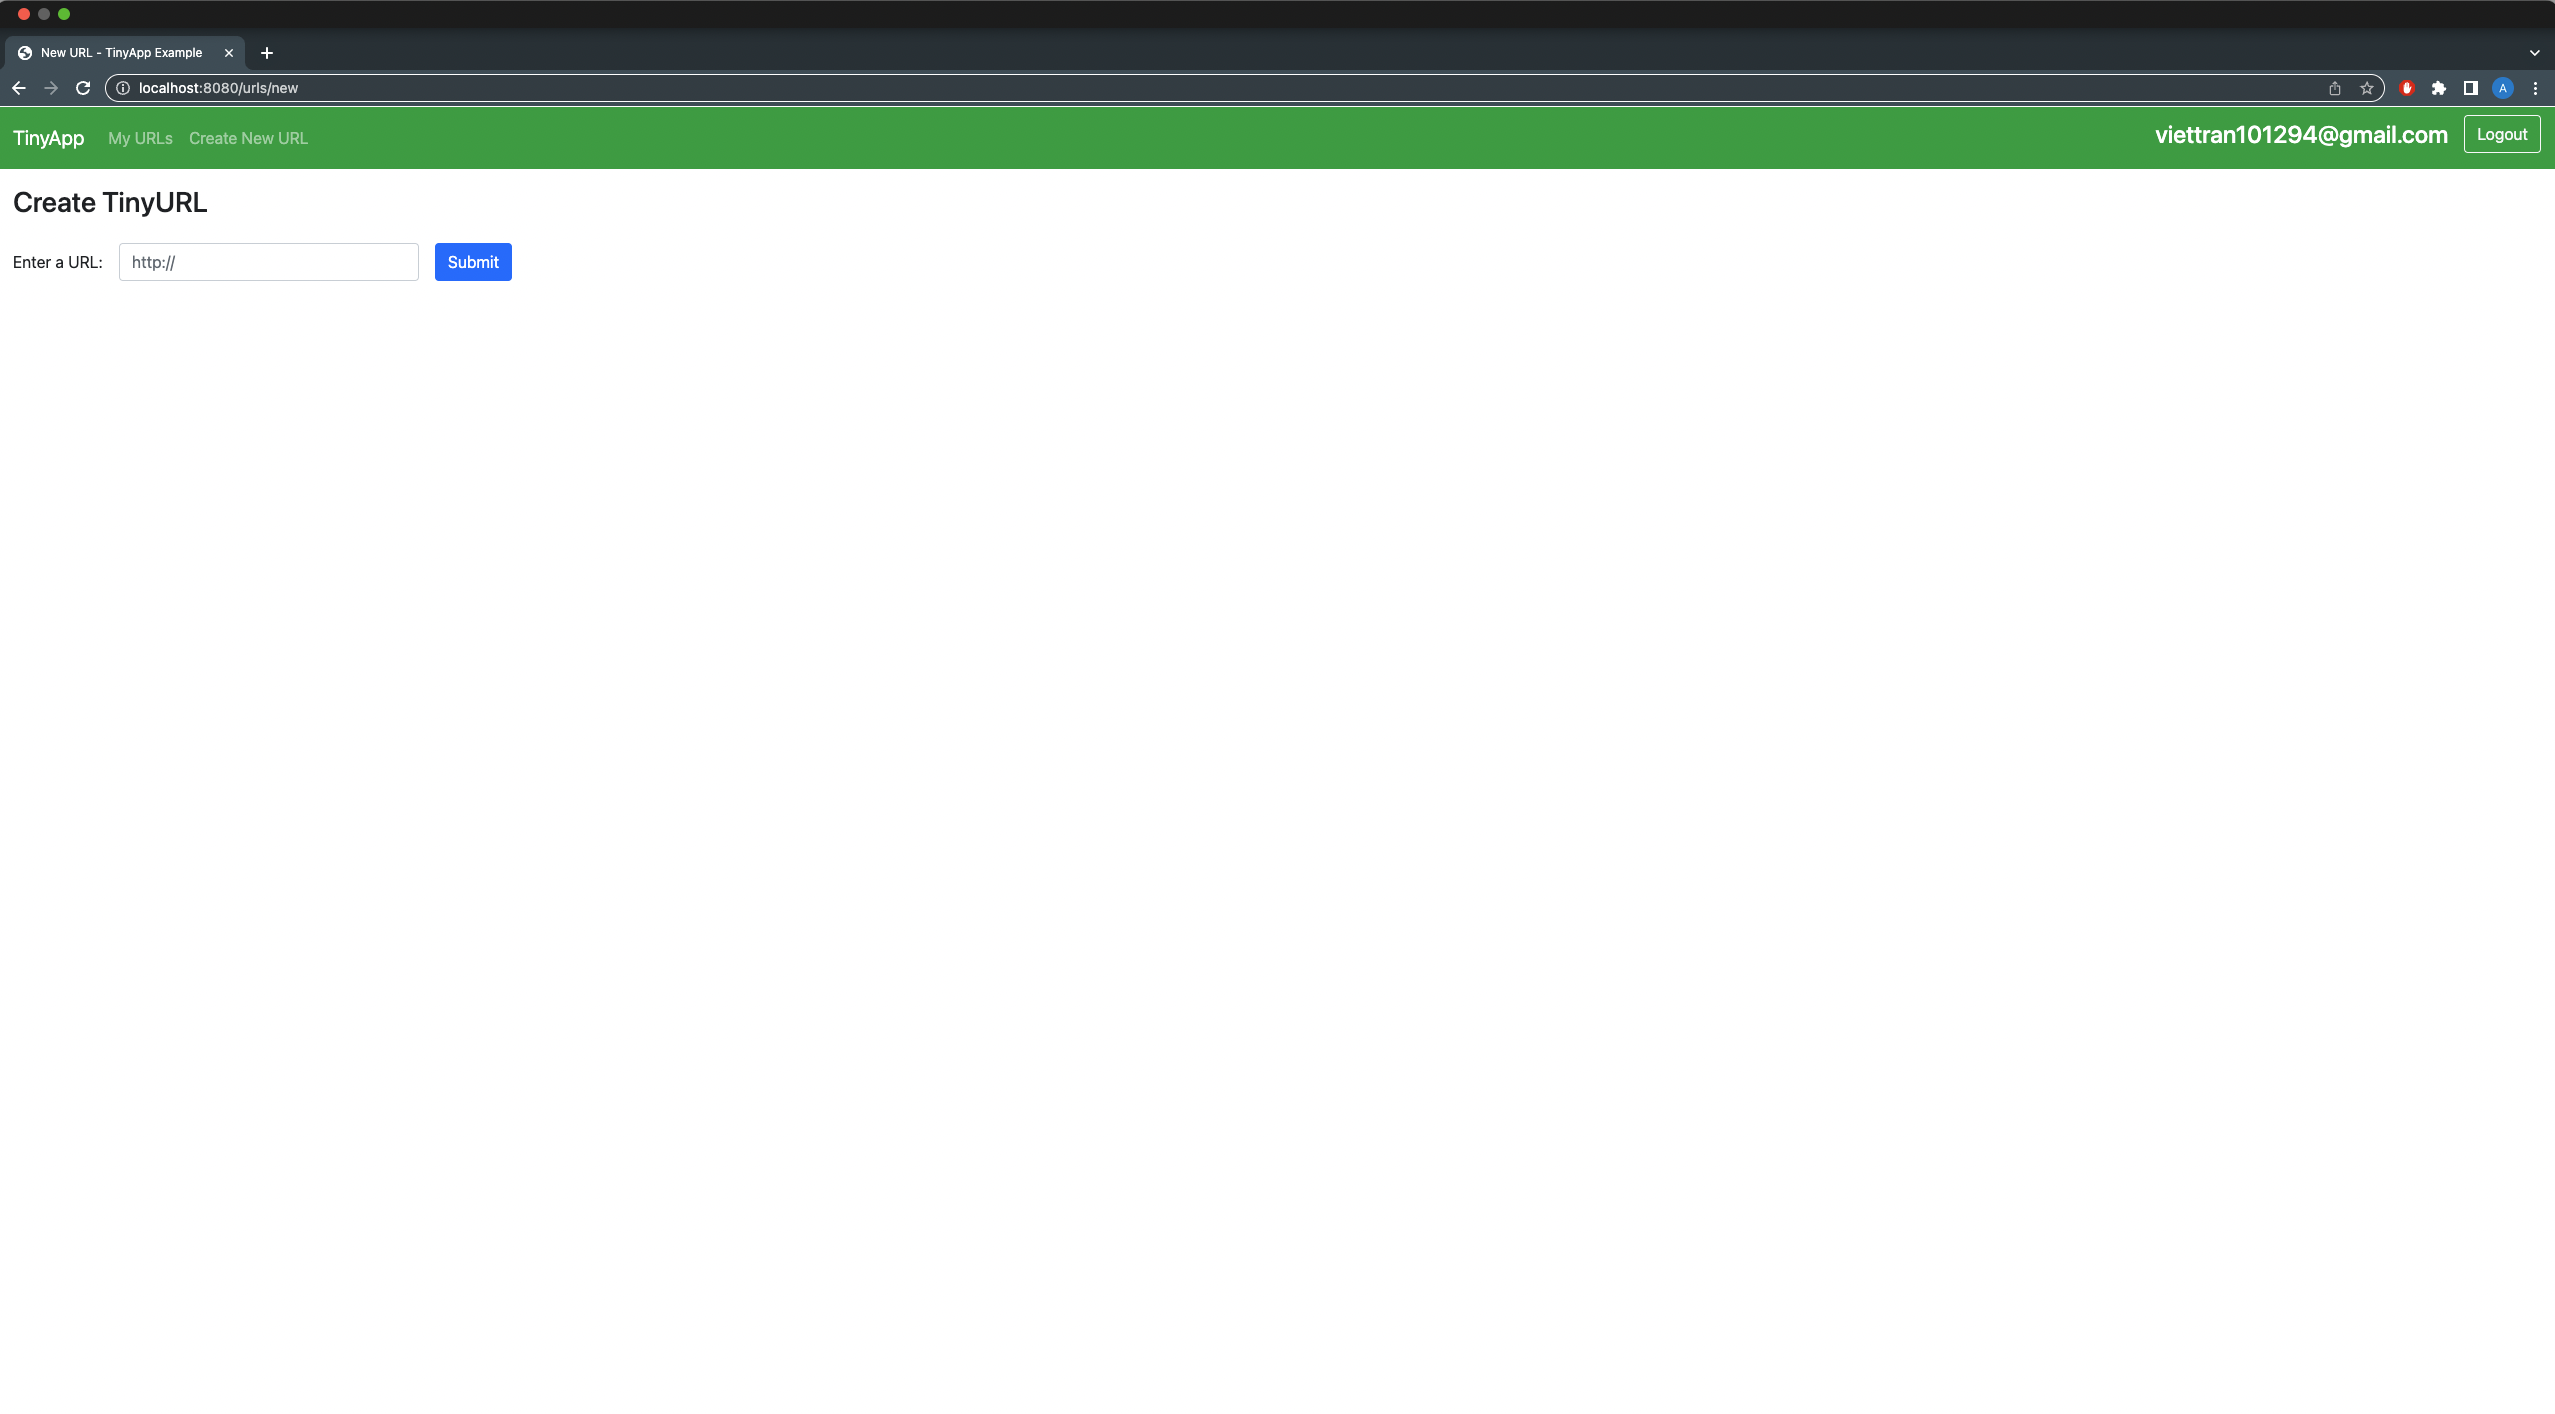 New URL - TinyApp Example
localhost:8080/urls/new
A
TinyApp My URLs Create New URL viettran101294@gmail.com Logout
Create TinyURL
Enter a URL: http:// Submit